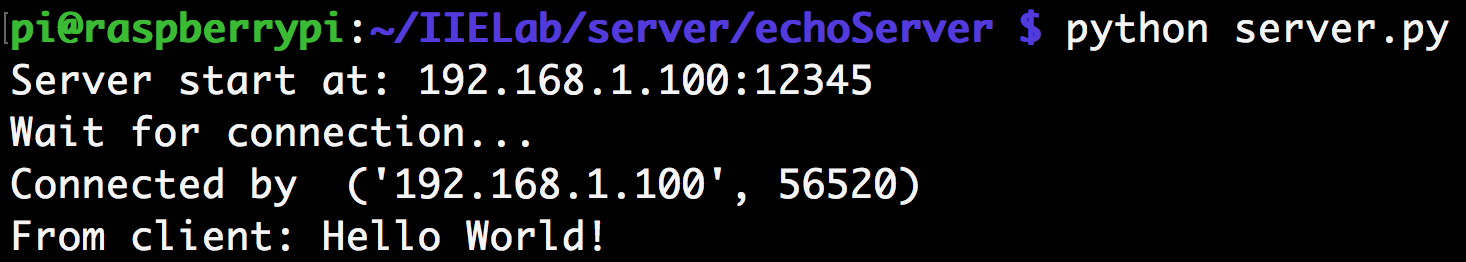 pi@raspberrypi:~/IIELab/server/echoServer $ python server.py
Server start at: 192.168.1.100:12345
Wait for connection...
Connected by  ('192.168.1.100', 56520)
From client: Hello World!